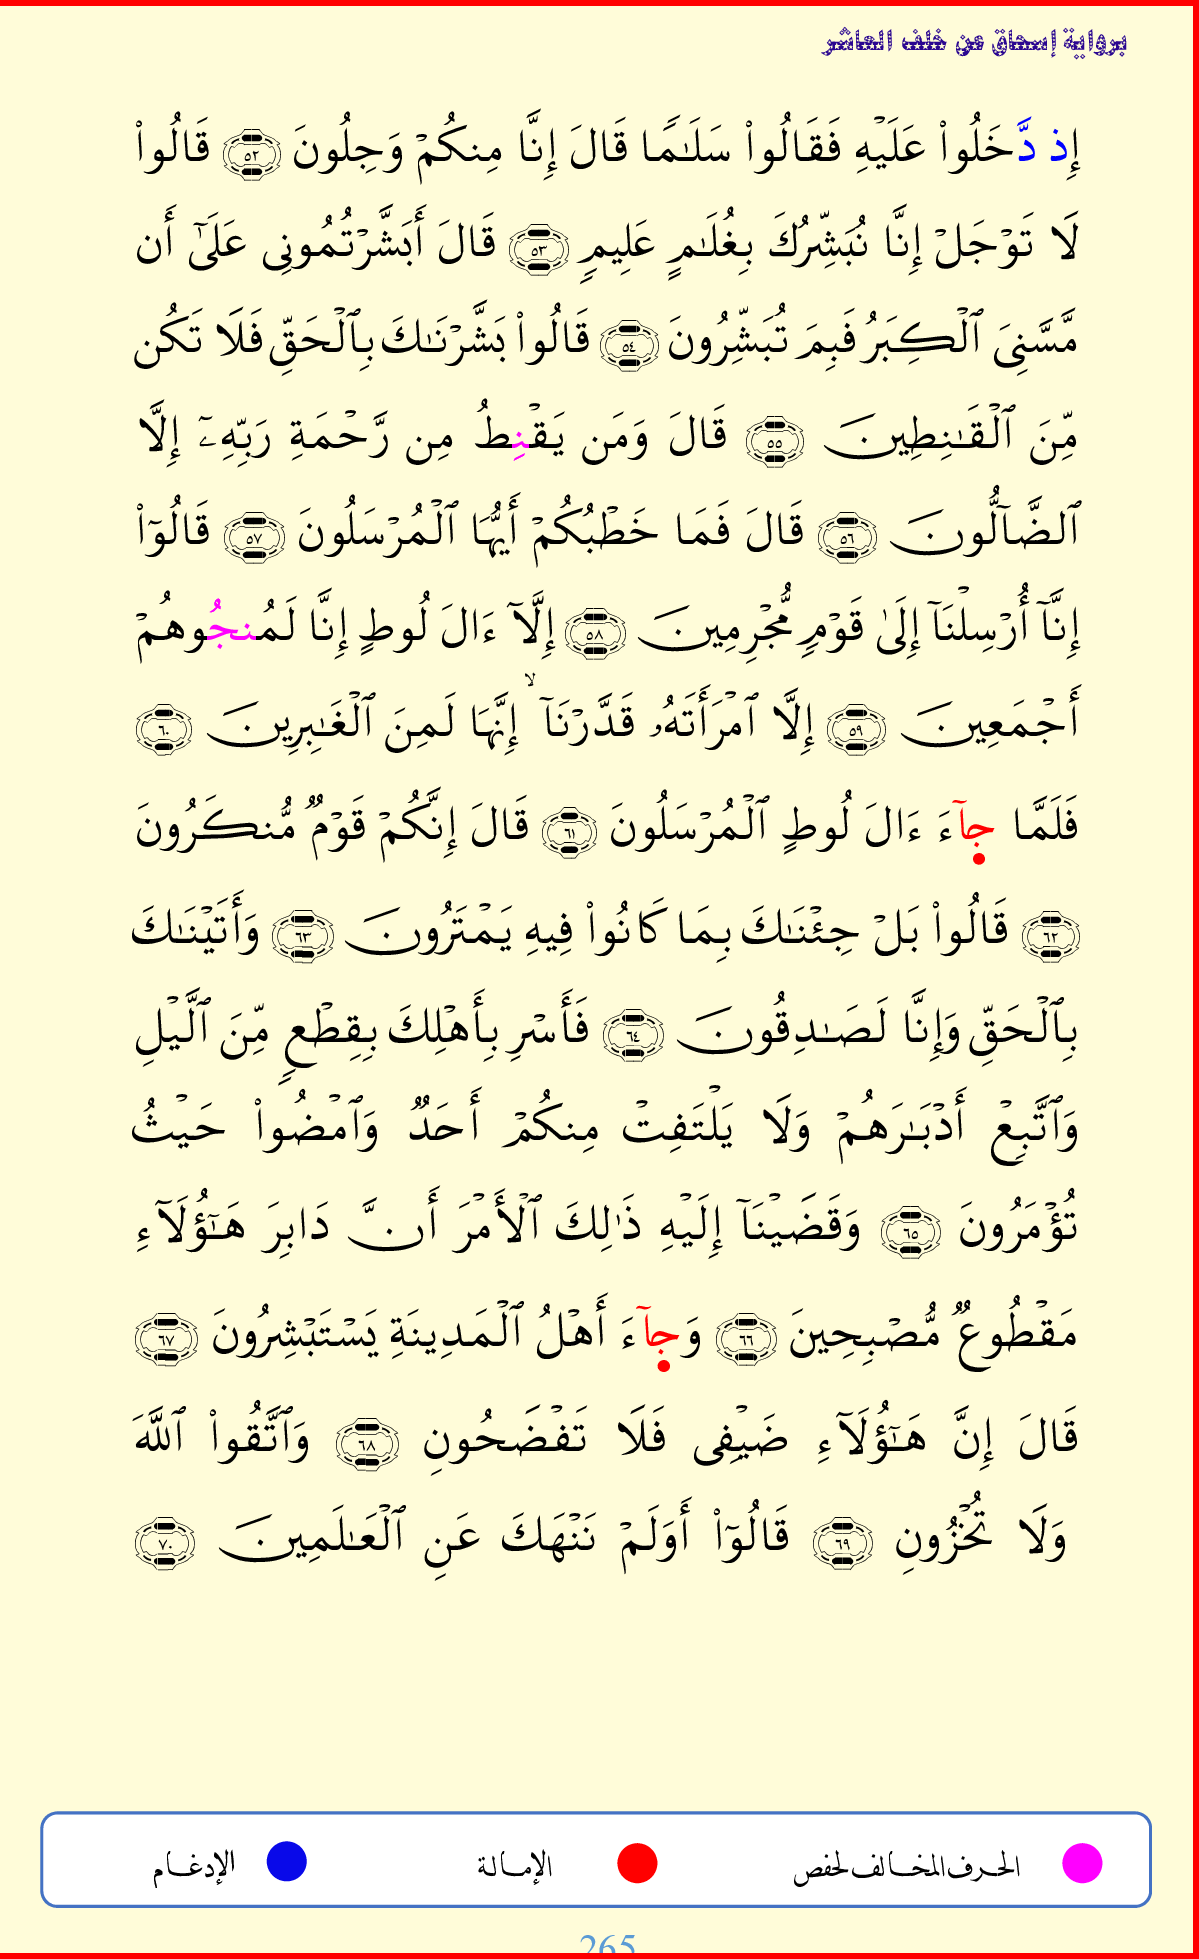 برواية إسحاق عن خلف العاشر
إِذ دَّخَلُواْ عَلَيۡهِ فَقَالُواْ سَلَٰمٗا قَالَ إِنَّا مِنكُمۡ وَجِلُونَ ٥٢ قَالُواْ
لَا تَوۡجَلۡ إِنَّا نُبَشِّرُكَ بِغُلَٰمٍ عَلِيمٖ ٥٣ قَالَ أَبَشَّرۡتُمُونِي عَلَىٰٓ أَن
مَّسَّنِيَ ٱلۡكِبَرُ فَبِمَ تُبَشِّرُونَ ٥٤ قَالُواْ بَشَّرۡنَٰكَ بِٱلۡحَقِّ فَلَا تَكُن
مِّنَ ٱلۡقَٰنِطِينَ ٥٥ قَالَ وَمَن يَقۡنِطُ مِن رَّحۡمَةِ رَبِّهِۦٓ إِلَّا
ٱلضَّآلُّونَ ٥٦ قَالَ فَمَا خَطۡبُكُمۡ أَيُّهَا ٱلۡمُرۡسَلُونَ ٥٧ قَالُوٓاْ
إِنَّآ أُرۡسِلۡنَآ إِلَىٰ قَوۡمٖ مُّجۡرِمِينَ ٥٨ إِلَّآ ءَالَ لُوطٍ إِنَّا لَمُنجُوهُمۡ
أَجۡمَعِينَ ٥٩ إِلَّا ٱمۡرَأَتَهُۥ قَدَّرۡنَآ ۙ إِنَّهَا لَمِنَ ٱلۡغَٰبِرِينَ ٦٠
فَلَمَّا جَآءَ ءَالَ لُوطٍ ٱلۡمُرۡسَلُونَ ٦١ قَالَ إِنَّكُمۡ قَوۡمٞ مُّنكَرُونَ
٦٢ قَالُواْ بَلۡ جِئۡنَٰكَ بِمَا كَانُواْ فِيهِ يَمۡتَرُونَ ٦٣ وَأَتَيۡنَٰكَ
بِٱلۡحَقِّ وَإِنَّا لَصَٰدِقُونَ ٦٤ فَأَسۡرِ بِأَهۡلِكَ بِقِطۡعٖ مِّنَ ٱلَّيۡلِ
وَٱتَّبِعۡ أَدۡبَٰرَهُمۡ وَلَا يَلۡتَفِتۡ مِنكُمۡ أَحَدٞ وَٱمۡضُواْ حَيۡثُ
تُؤۡمَرُونَ ٦٥ وَقَضَيۡنَآ إِلَيۡهِ ذَٰلِكَ ٱلۡأَمۡرَ أَنَّ دَابِرَ هَٰٓؤُلَآءِ
مَقۡطُوعٞ مُّصۡبِحِينَ ٦٦ وَجَآءَ أَهۡلُ ٱلۡمَدِينَةِ يَسۡتَبۡشِرُونَ ٦٧
قَالَ إِنَّ هَٰٓؤُلَآءِ ضَيۡفِي فَلَا تَفۡضَحُونِ ٦٨ وَٱتَّقُواْ ٱللَّهَ
وَلَا تُخۡزُونِ ٦٩ قَالُوٓاْ أَوَلَمۡ نَنۡهَكَ عَنِ ٱلۡعَٰلَمِينَ ٧٠
الحرف المخالف لحفص الإمالة الإدغام
265